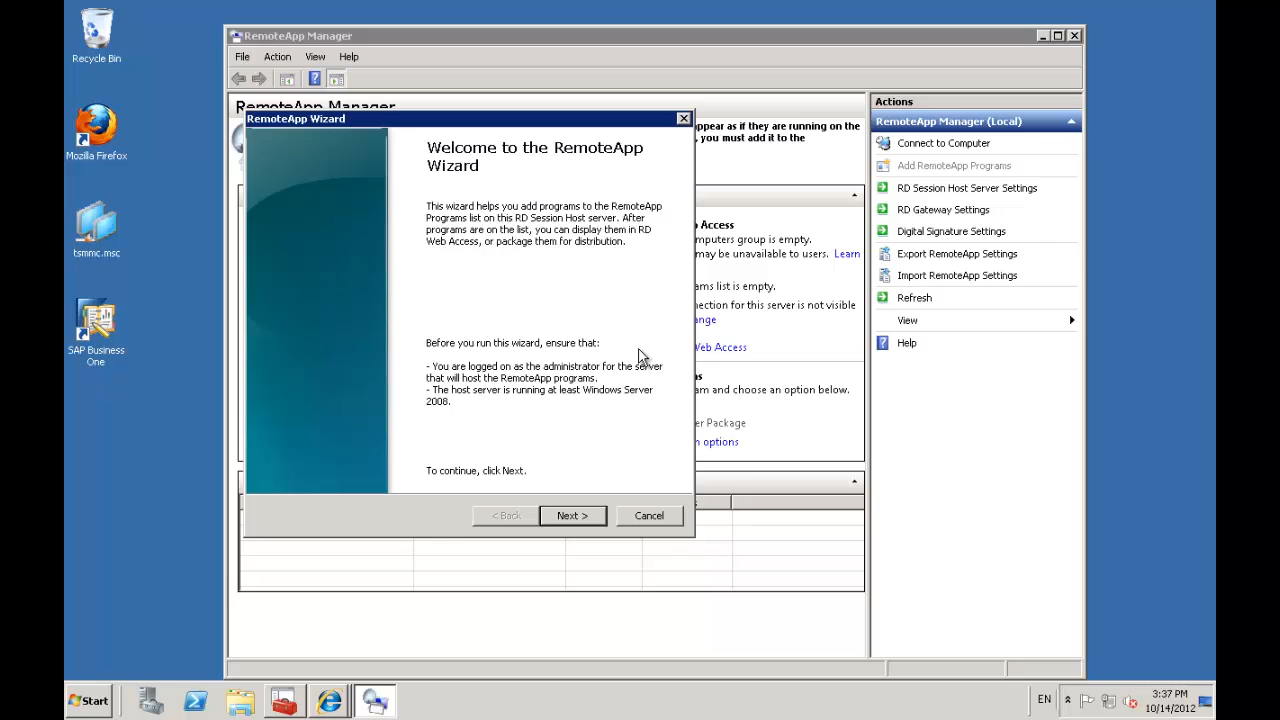 Recycle Bin
Mozilla Firefox
tsmmc.msc
SAP Business
One
RemoteApp Manager
File Action View Help
RemoteApp Manager
appear as if they are running on the
, you must add it to the
RemoteApp Wizard
Welcome to the RemoteApp
Wizard
This wizard helps you add programs to the RemoteApp
Programs list on this RD Session Host server. After
programs are on the list, you can display them in RD
Web Access, or package them for distribution.
Before you run this wizard, ensure that:
- You are logged on as the administrator for the server
that will host the RemoteApp programs.
- The host server is running at least Windows Server
2008.
To continue, click Next.
< Back Next > Cancel
Access
computers group is empty.
may be unavailable to users. Learn
list is empty.
for this server is not visible
Web Access
and choose an option below.
Package
options
Actions
RemoteApp Manager (Local)
Connect to Computer
Add RemoteApp Programs
RD Session Host Server Settings
RD Gateway Settings
Digital Signature Settings
Export RemoteApp Settings
Import RemoteApp Settings
Refresh
View
Help
Start
EN
3:37 PM
10/14/2012